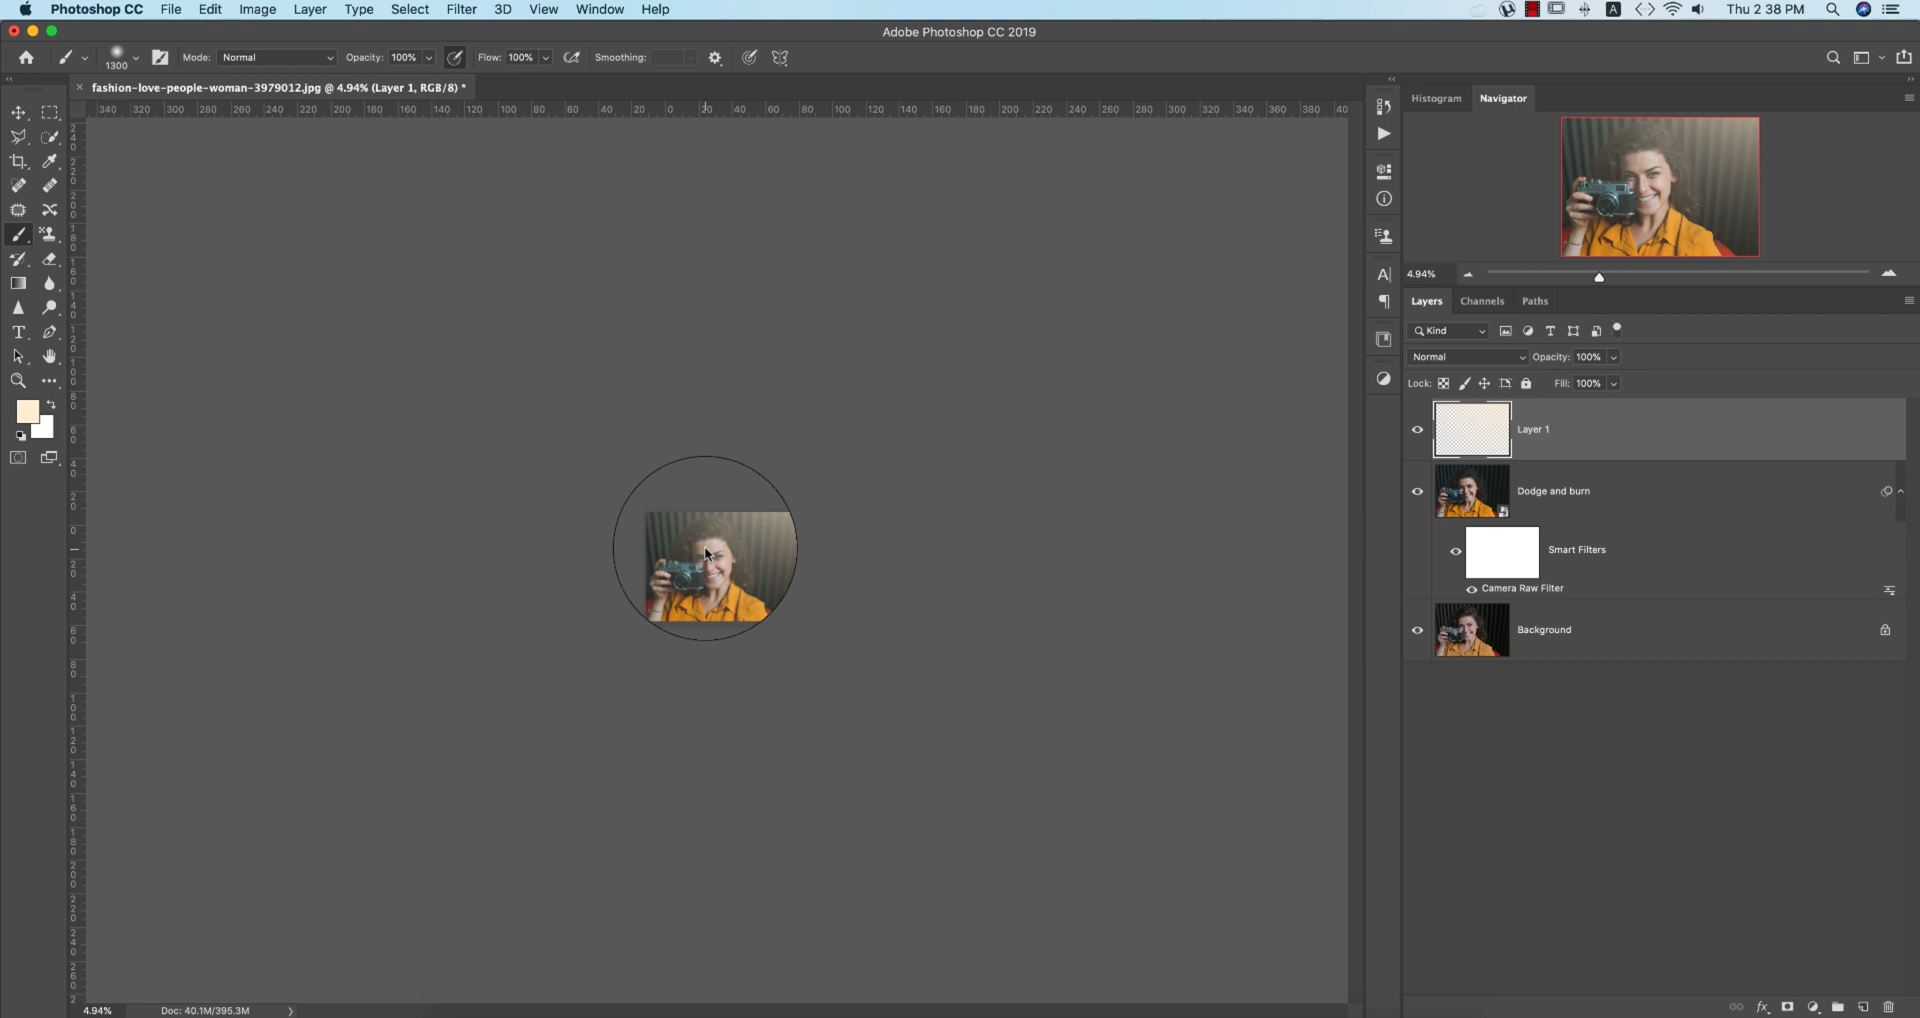 Photoshop CC File Edit Image Layer Type Select Filter 3D View Window Help
A Thu 2 38 PM
Adobe Photoshop CC 2019
1300 Mode: Normal Opacity: 100% Flow: 100% Smoothing:
fashion-love-people-woman-3979012.jpg @ 4.94% (Layer 1, RGB/8) *
340 320 300 280 260 240 220 200 180 160 140 120 100 80 60 40 20 0 20 40 60 80 100 120 140 160 180 200 220 240 260 280 300 320 340 360 380 40
Histogram Navigator
4.94%
Layers Channels Paths
Kind
Normal Opacity: 100%
Lock: Fill: 100%
Layer 1
Dodge and burn
Smart Filters
Camera Raw Filter
Background
fx
4.94% Doc: 40.1M/395.3M